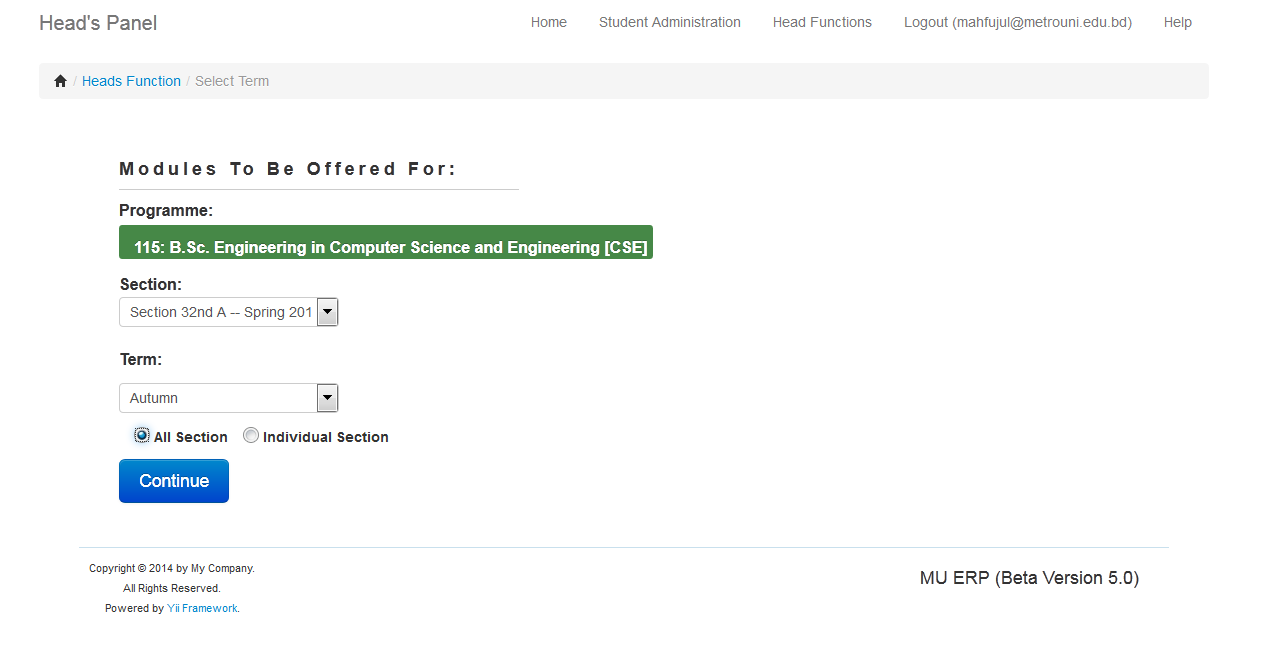 Head's Panel
Home Student Administration Head Functions Logout (mahfujul@metrouni.edu.bd) Help
/ Heads Function / Select Term
Modules To Be Offered For:
Programme:
115: B.Sc. Engineering in Computer Science and Engineering [CSE]
Section:
Section 32nd A -- Spring 201
Term:
Autumn
All Section Individual Section
Continue
Copyright © 2014 by My Company.
All Rights Reserved.
Powered by Yii Framework.
MU ERP (Beta Version 5.0)